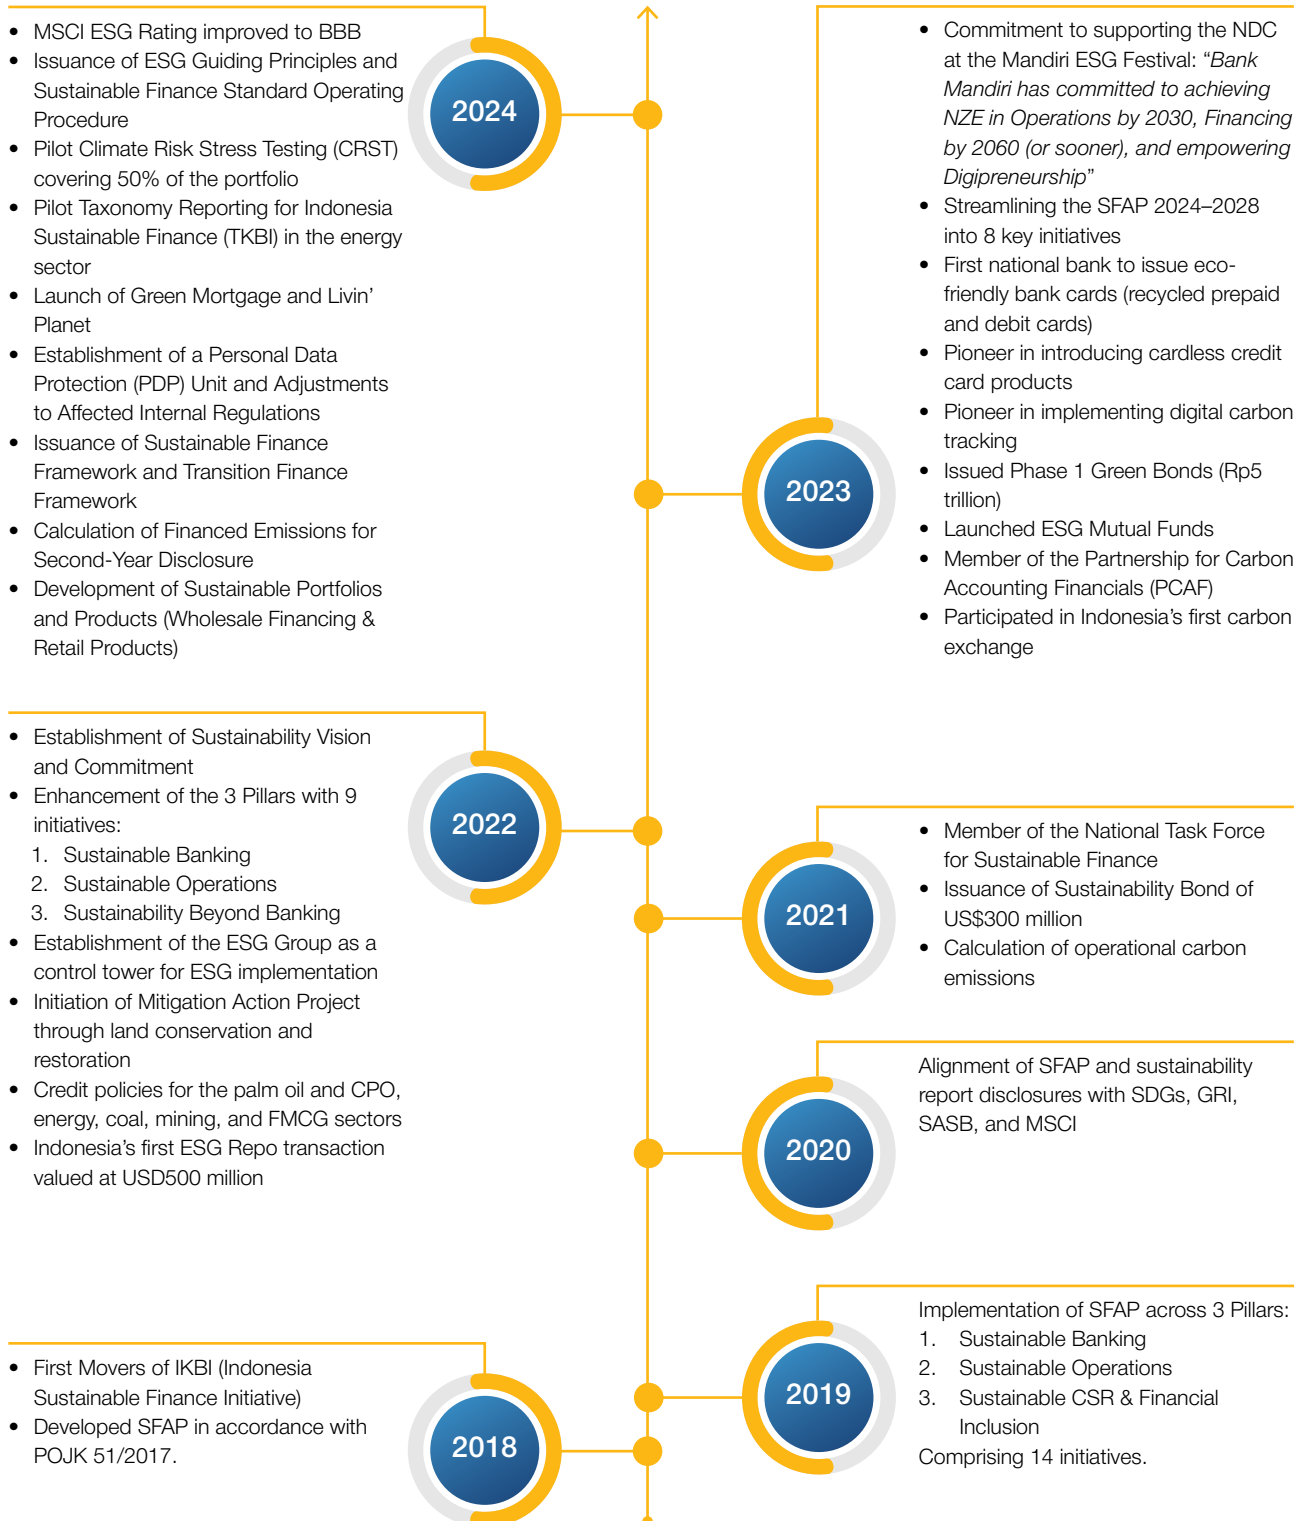 • MSCI ESG Rating improved to BBB
• Issuance of ESG Guiding Principles and
Sustainable Finance Standard Operating
Procedure
• Pilot Climate Risk Stress Testing (CRST)
covering 50% of the portfolio
• Pilot Taxonomy Reporting for Indonesia
Sustainable Finance (TKBI) in the energy
sector
• Launch of Green Mortgage and Livin’
Planet
• Establishment of a Personal Data
Protection (PDP) Unit and Adjustments
to Affected Internal Regulations
• Issuance of Sustainable Finance
Framework and Transition Finance
Framework
• Calculation of Financed Emissions for
Second-Year Disclosure
• Development of Sustainable Portfolios
and Products (Wholesale Financing &
Retail Products)
2024
• Commitment to supporting the NDC
at the Mandiri ESG Festival: “Bank
Mandiri has committed to achieving
NZE in Operations by 2030, Financing
by 2060 (or sooner), and empowering
Digipreneurship”
• Streamlining the SFAP 2024–2028
into 8 key initiatives
• First national bank to issue eco-
friendly bank cards (recycled prepaid
and debit cards)
• Pioneer in introducing cardless credit
card products
• Pioneer in implementing digital carbon
tracking
• Issued Phase 1 Green Bonds (Rp5
trillion)
• Launched ESG Mutual Funds
• Member of the Partnership for Carbon
Accounting Financials (PCAF)
• Participated in Indonesia’s first carbon
exchange
2023
• Establishment of Sustainability Vision
and Commitment
• Enhancement of the 3 Pillars with 9
initiatives:
1. Sustainable Banking
2. Sustainable Operations
3. Sustainability Beyond Banking
• Establishment of the ESG Group as a
control tower for ESG implementation
• Initiation of Mitigation Action Project
through land conservation and
restoration
• Credit policies for the palm oil and CPO,
energy, coal, mining, and FMCG sectors
• Indonesia’s first ESG Repo transaction
valued at USD500 million
2022
• Member of the National Task Force
for Sustainable Finance
• Issuance of Sustainability Bond of
US$300 million
• Calculation of operational carbon
emissions
2021
Alignment of SFAP and sustainability
report disclosures with SDGs, GRI,
SASB, and MSCI
2020
Implementation of SFAP across 3 Pillars:
1. Sustainable Banking
2. Sustainable Operations
3. Sustainable CSR & Financial
Inclusion
Comprising 14 initiatives.
2019
• First Movers of IKBI (Indonesia
Sustainable Finance Initiative)
• Developed SFAP in accordance with
POJK 51/2017.
2018